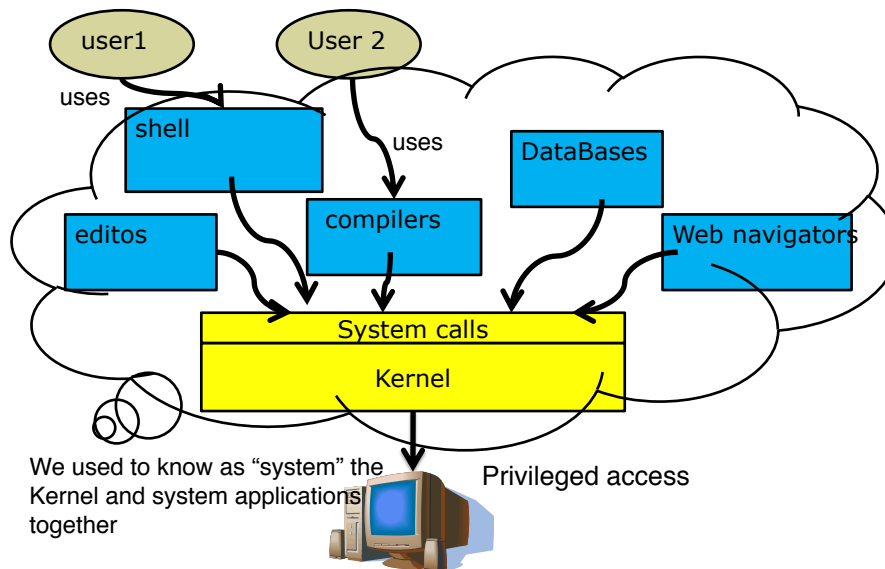 user1
User 2
uses
shell
uses
DataBases
editos
compilers
Web navigators
System calls
Kernel
We used to know as “system” the
Kernel and system applications
together
Privileged access